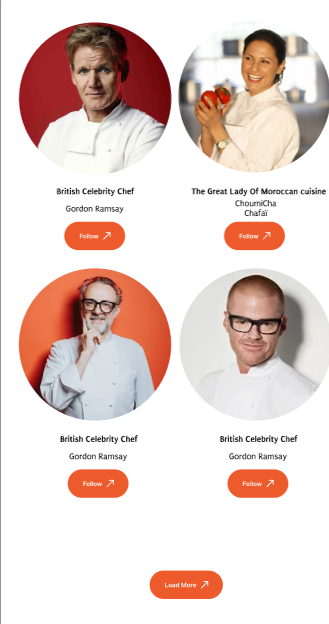 British Celebrity Chef
Gordon Ramsay
Follow
The Great Lady Of Moroccan cuisine
ChoumiCha
Chafaï
Follow
British Celebrity Chef
Gordon Ramsay
Follow
British Celebrity Chef
Gordon Ramsay
Follow
Load More